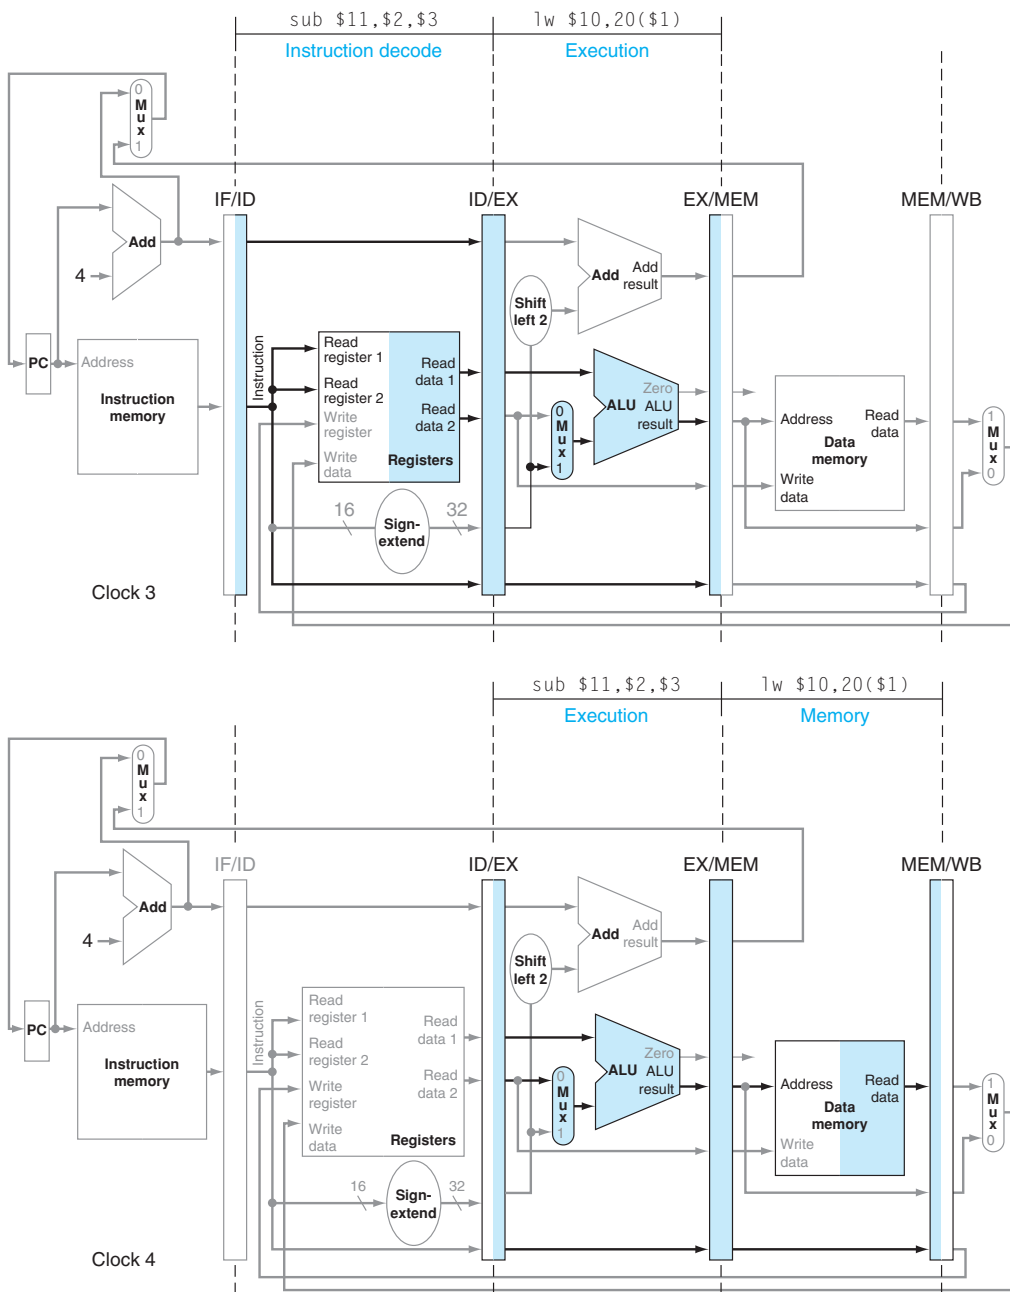 sub $11,$2,$3
lw $10,20($1)
Instruction decode
Execution
0
M
u
x
1
IF/ID
ID/EX
EX/MEM
MEM/WB
Add
4
Add
Add
result
Shift
left 2
PC
Address
Instruction
memory
Instruction
Read
register 1
Read
register 2
Write
register
Write
data
Read
data 1
Read
data 2
Registers
0
M
u
x
1
Zero
ALU
ALU
result
Address
Read
data
Data
memory
Write
data
1
M
u
x
0
16
Sign-
extend
32
Clock 3
sub $11,$2,$3
lw $10,20($1)
Execution
Memory
0
M
u
x
1
IF/ID
ID/EX
EX/MEM
MEM/WB
Add
4
Add
Add
result
Shift
left 2
PC
Address
Instruction
memory
Instruction
Read
register 1
Read
register 2
Write
register
Write
data
Read
data 1
Read
data 2
Registers
0
M
u
x
1
Zero
ALU
ALU
result
Address
Read
data
Data
memory
Write
data
1
M
u
x
0
16
Sign-
extend
32
Clock 4